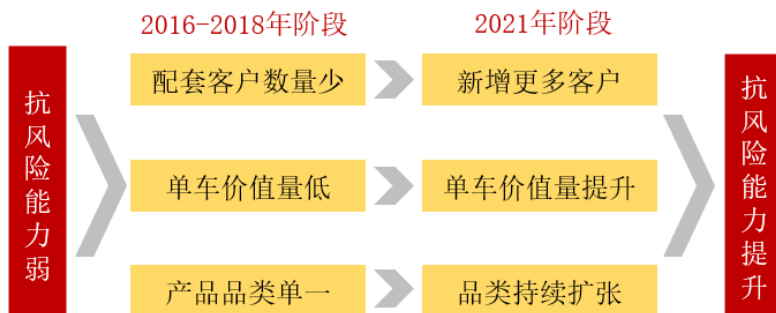 2016-2018年阶段
2021年阶段
抗风险能力弱
配套客户数量少
新增更多客户
单车价值量低
单车价值量提升
产品品类单一
品类持续扩张
抗风险能力提升